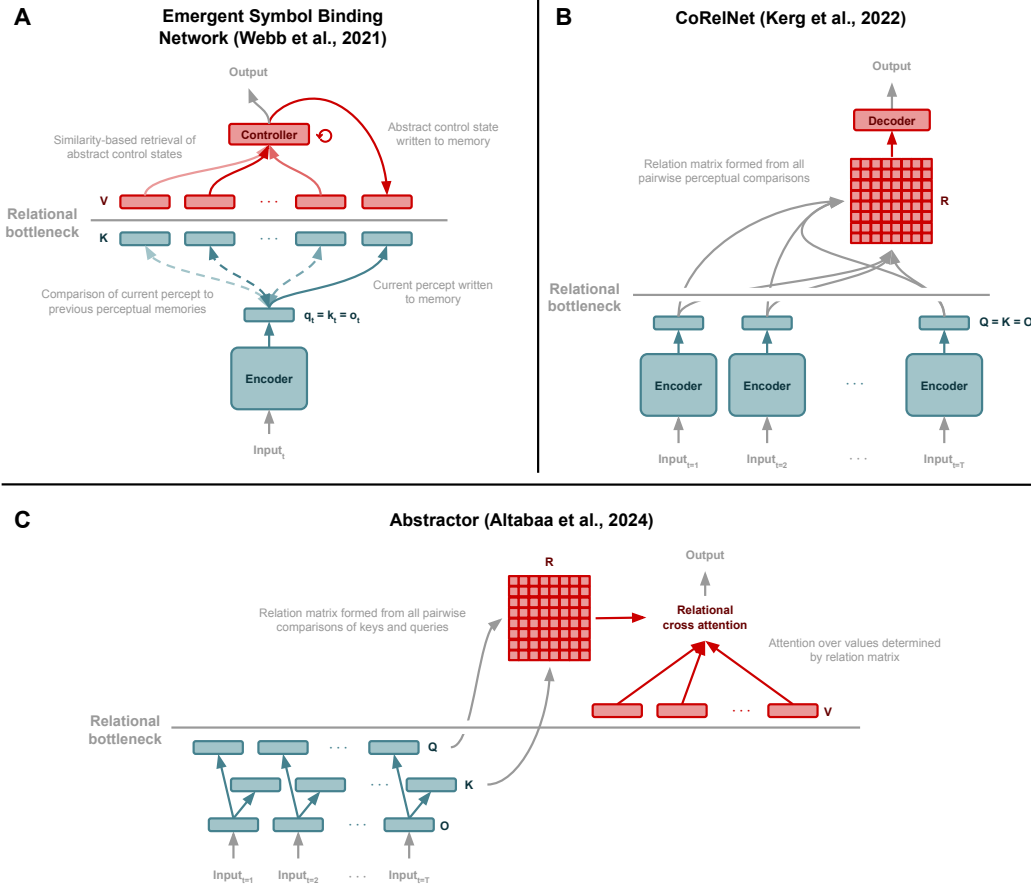 A
Emergent Symbol Binding
Network (Webb et al., 2021)
Output
Similarity-based retrieval of
abstract control states
Controller
Abstract control state
written to memory
V
· · ·
Relational
bottleneck
K
· · ·
Comparison of current percept to
previous perceptual memories
Current percept written
to memory
qt = kt = ot
Encoder
Inputt
B
CoRelNet (Kerg et al., 2022)
Output
Decoder
Relation matrix formed from all
pairwise perceptual comparisons
R
Relational
bottleneck
Q = K = O
Encoder
Encoder
· · ·
Encoder
Inputt=1
Inputt=2
· · ·
Inputt=T
C
Abstractor (Altabaa et al., 2024)
R
Output
Relation matrix formed from all pairwise
comparisons of keys and queries
Relational
cross attention
Attention over values determined
by relation matrix
· · ·
V
Relational
bottleneck
· · ·
Q
· · ·
K
· · ·
O
Inputt=1
Inputt=2
· · ·
Inputt=T